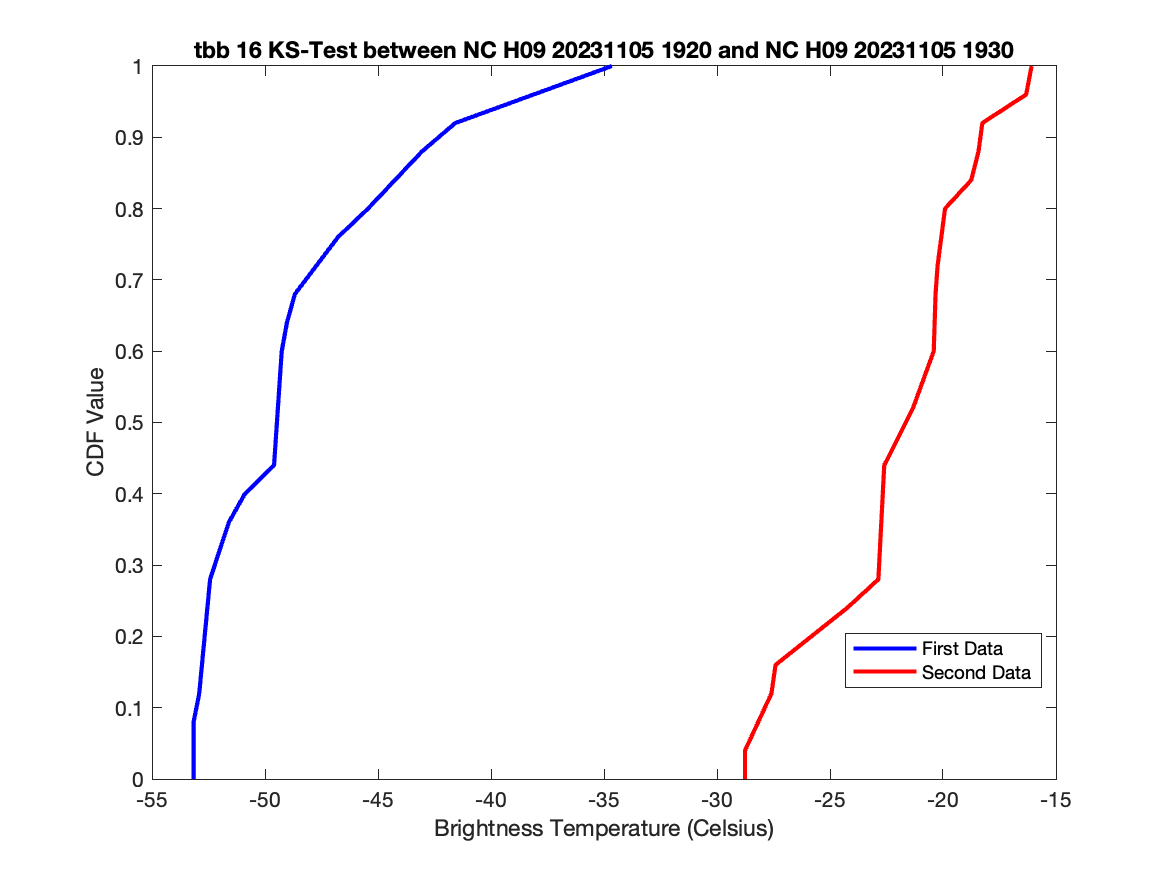 tbb 16 KS-Test between NC H09 20231105 1920 and NC H09 20231105 1930
1
0.9
0.8
0.7
0.6
0.5
0.4
0.3
0.2
0.1
0
CDF Value
First Data
Second Data
-55 -50 -45 -40 -35 -30 -25 -20 -15
Brightness Temperature (Celsius)